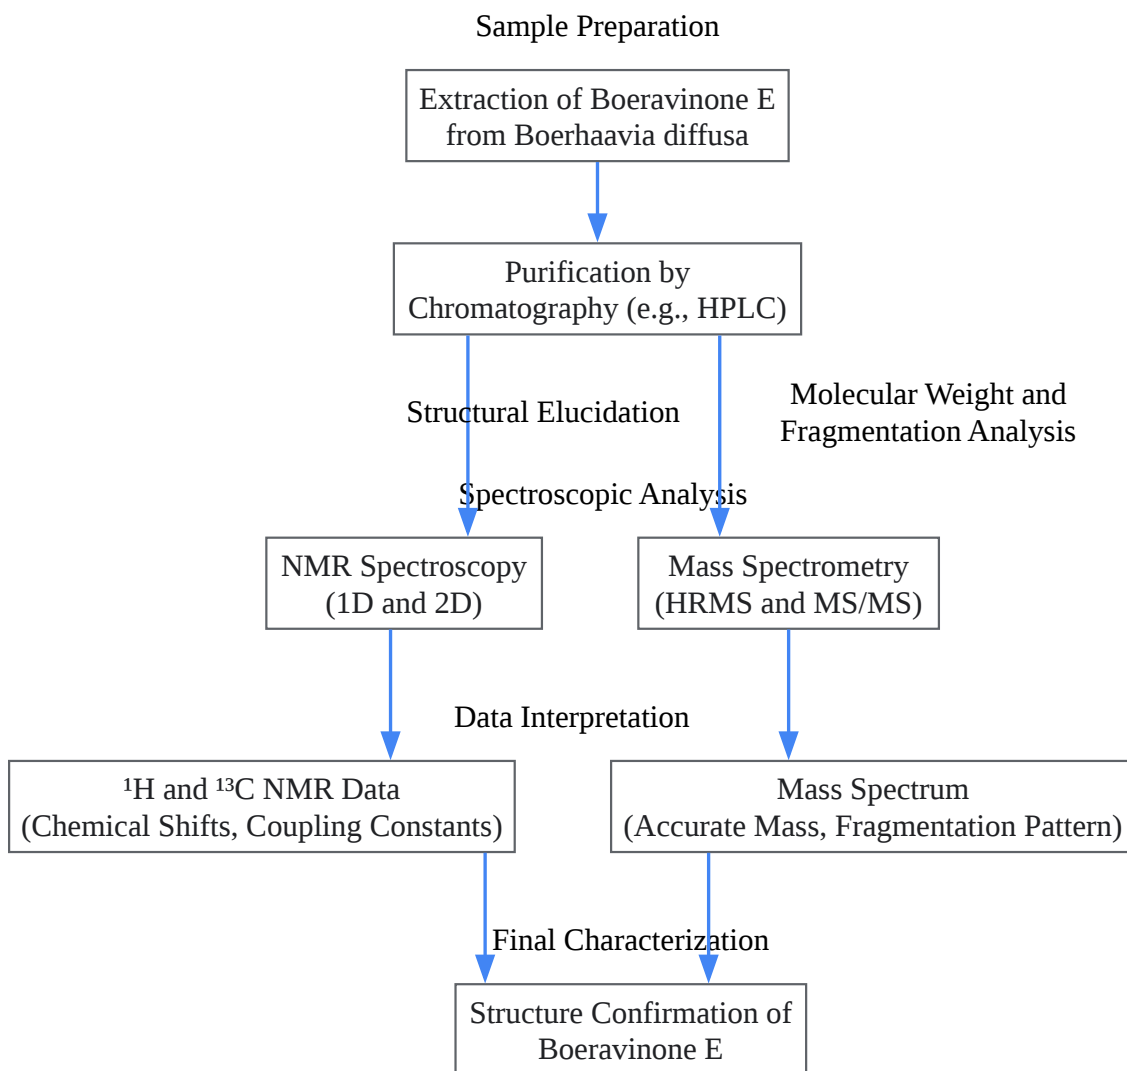 Sample Preparation
Extraction of Boeravinone E
from Boerhaavia diffusa
Purification by
Chromatography (e.g., HPLC)
Structural Elucidation
Molecular Weight and
Fragmentation Analysis
Spectroscopic Analysis
NMR Spectroscopy
(1D and 2D)
Mass Spectrometry
(HRMS and MS/MS)
Data Interpretation
¹H and ¹³C NMR Data
(Chemical Shifts, Coupling Constants)
Mass Spectrum
(Accurate Mass, Fragmentation Pattern)
Final Characterization
Structure Confirmation of
Boeravinone E